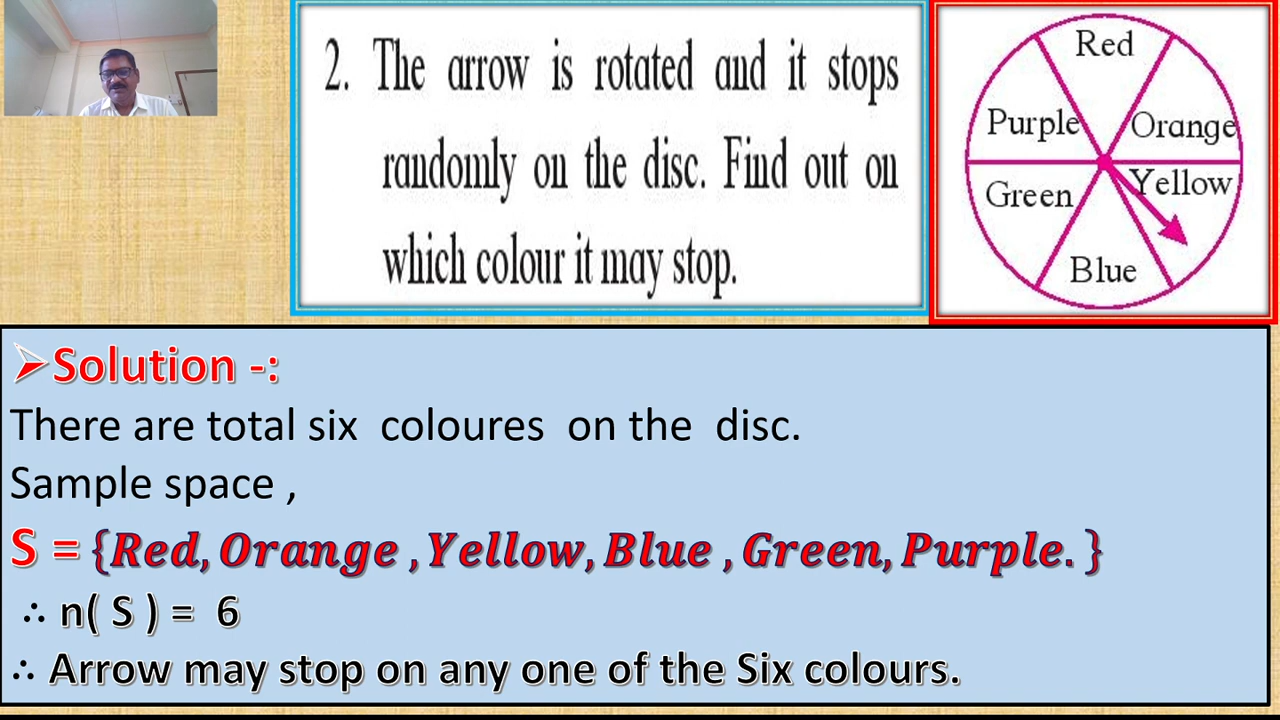 2. The arrow is rotated and it stops
randomly on the disc. Find out on
which colour it may stop.
Red
Purple
Orange
Green
Yellow
Blue
➢Solution -:
There are total six coloures on the disc.
Sample space ,
S = {Red, Orange , Yellow, Blue , Green, Purple. }
∴ n( S ) = 6
∴ Arrow may stop on any one of the Six colours.